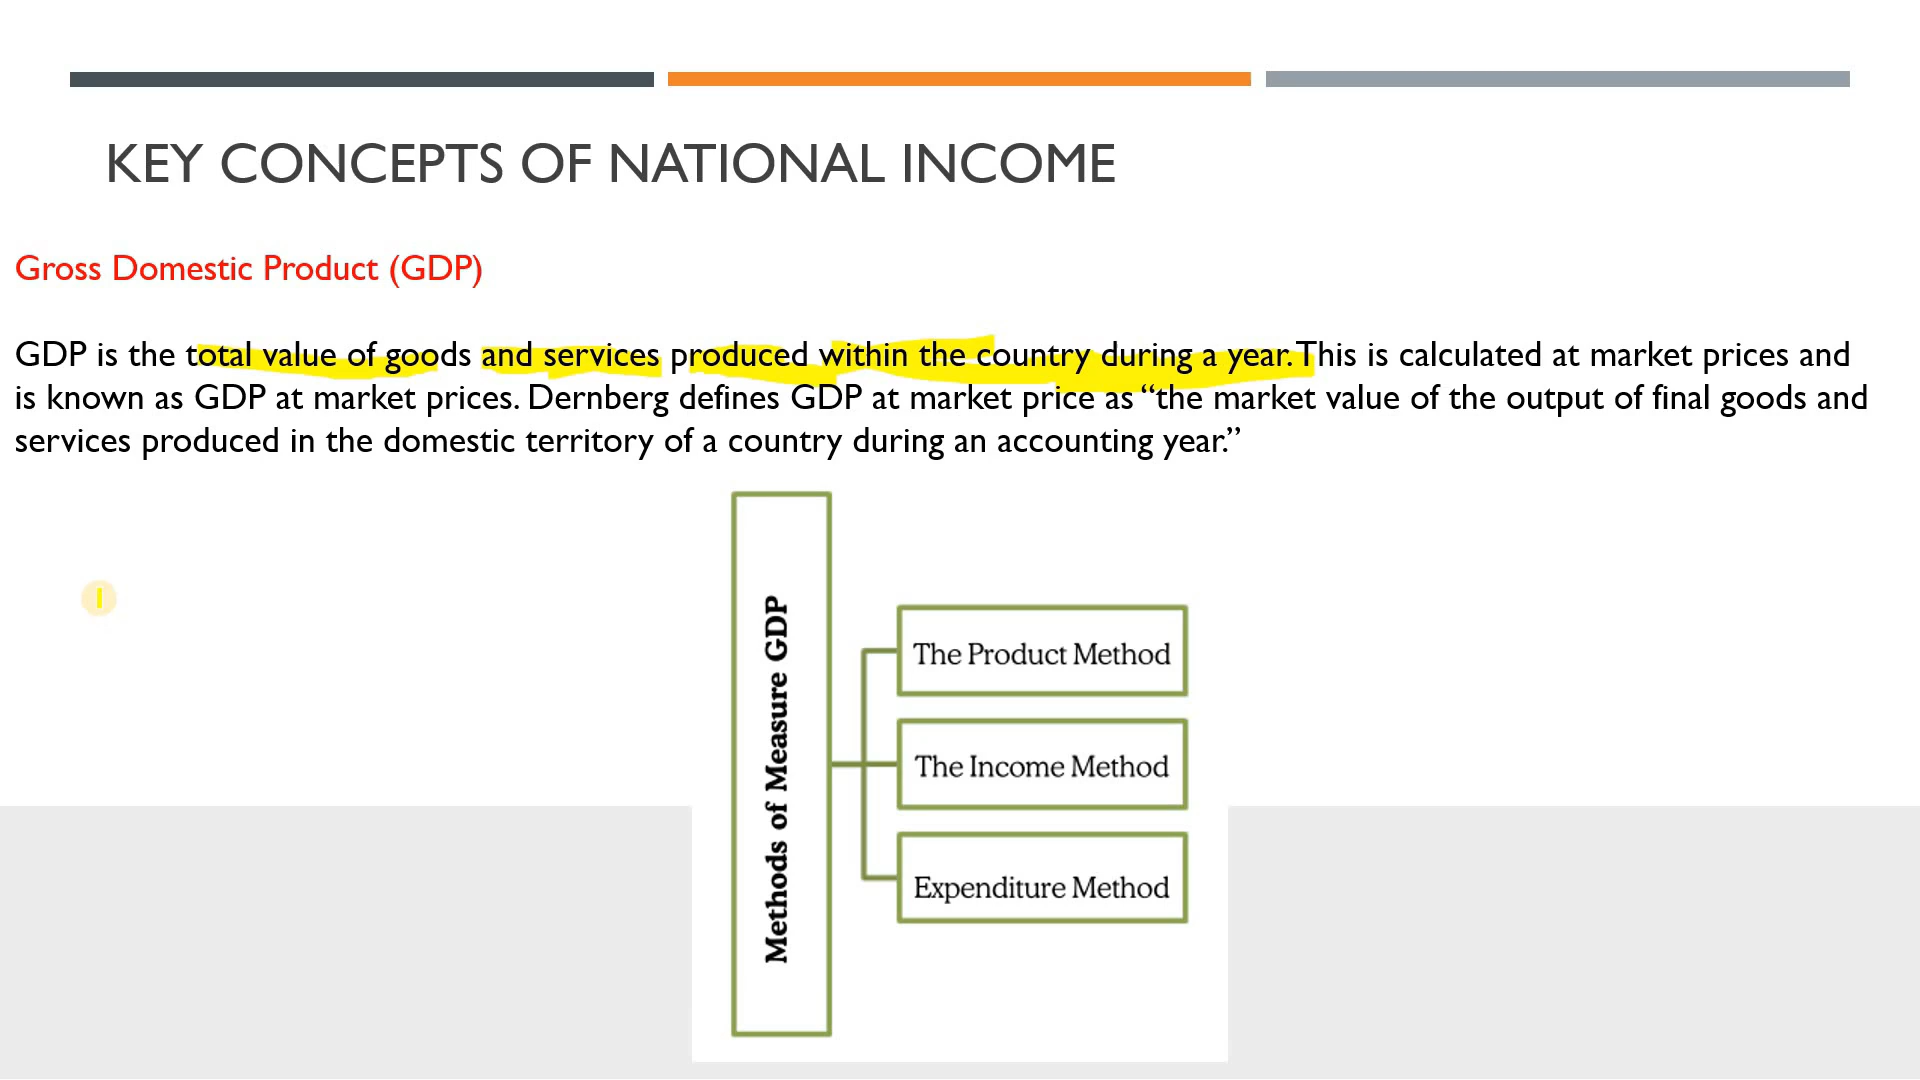 KEY CONCEPTS OF NATIONAL INCOME
Gross Domestic Product (GDP)
GDP is the total value of goods and services produced within the country during a year. This is calculated at market prices and
is known as GDP at market prices. Dernberg defines GDP at market price as “the market value of the output of final goods and
services produced in the domestic territory of a country during an accounting year.”
Methods of Measure GDP
The Product Method
The Income Method
Expenditure Method